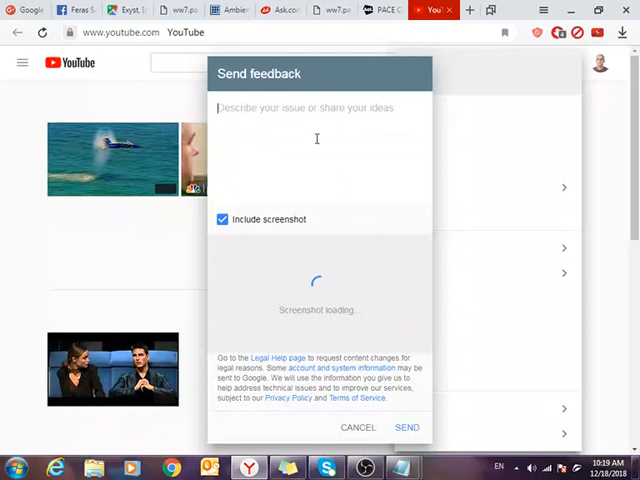 Google
Feras S
Exyst, I
ww7.pa
Ambien
Ask.co
ww7.pa
PACE C
YouT
www.youtube.com YouTube
YouTube
Send feedback
Describe your issue or share your ideas
Include screenshot
Screenshot loading...
Go to the Legal Help page to request content changes for
legal reasons. Some account and system information may be
sent to Google. We will use the information you give us to
help address technical issues and to improve our services,
subject to our Privacy Policy and Terms of Service.
CANCEL SEND
EN
10:19 AM
12/18/2018